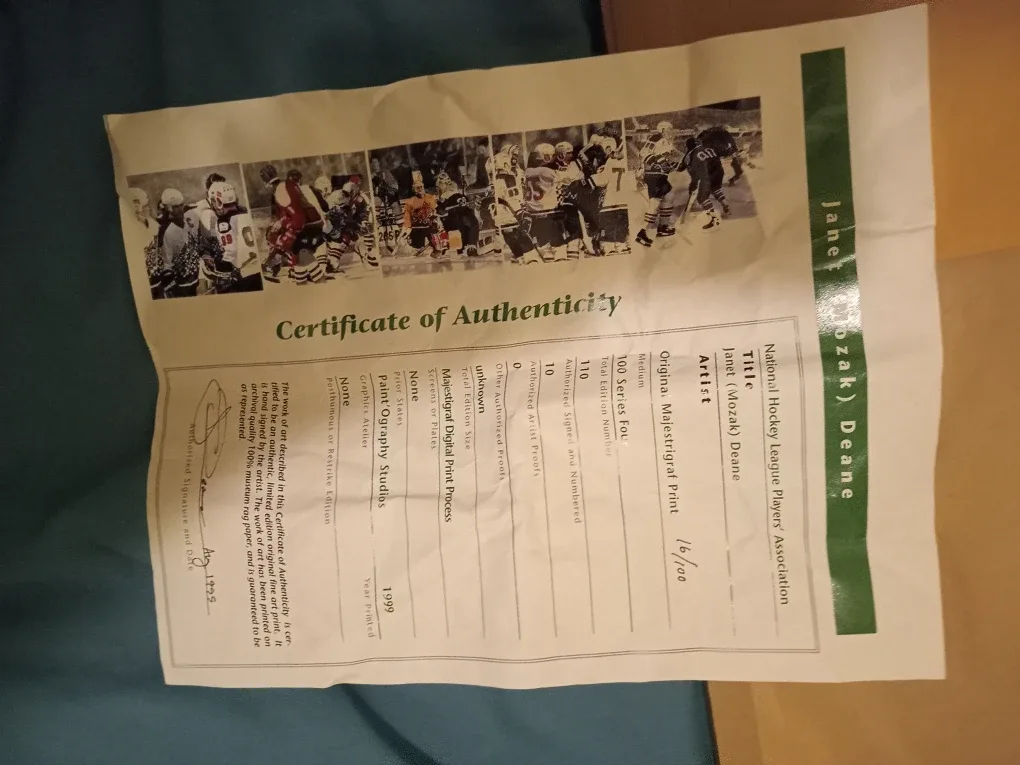 Janet (Mozak) Deane
Certificate of Authenticity
National Hockey League Players' Association
Title
Janet (Mozak) Deane
Artist
Original Majestrigraf Print 16/100
Medium
100 Series Four
Total Edition Number
110
Authorized Signed and Numbered
10
Authorized Artist Proofs
0
Other Authorized Proofs
unknown
Total Edition Size
Majestigraf Digital Print Process
Screens or Plates
None
Prior States
Paint'Ography Studios 1999
Graphics Atelier Year Printed
None
Posthumous or Restrike Edition
The work of art described in this Certificate of Authenticity is cer-
tified to be an authentic, limited edition original fine art print. It
is hand signed by the artist. The work of art has been printed on
archival quality 100% museum rag paper, and is guaranteed to be
as represented.
Aug 1999
Authorized Signature and Date